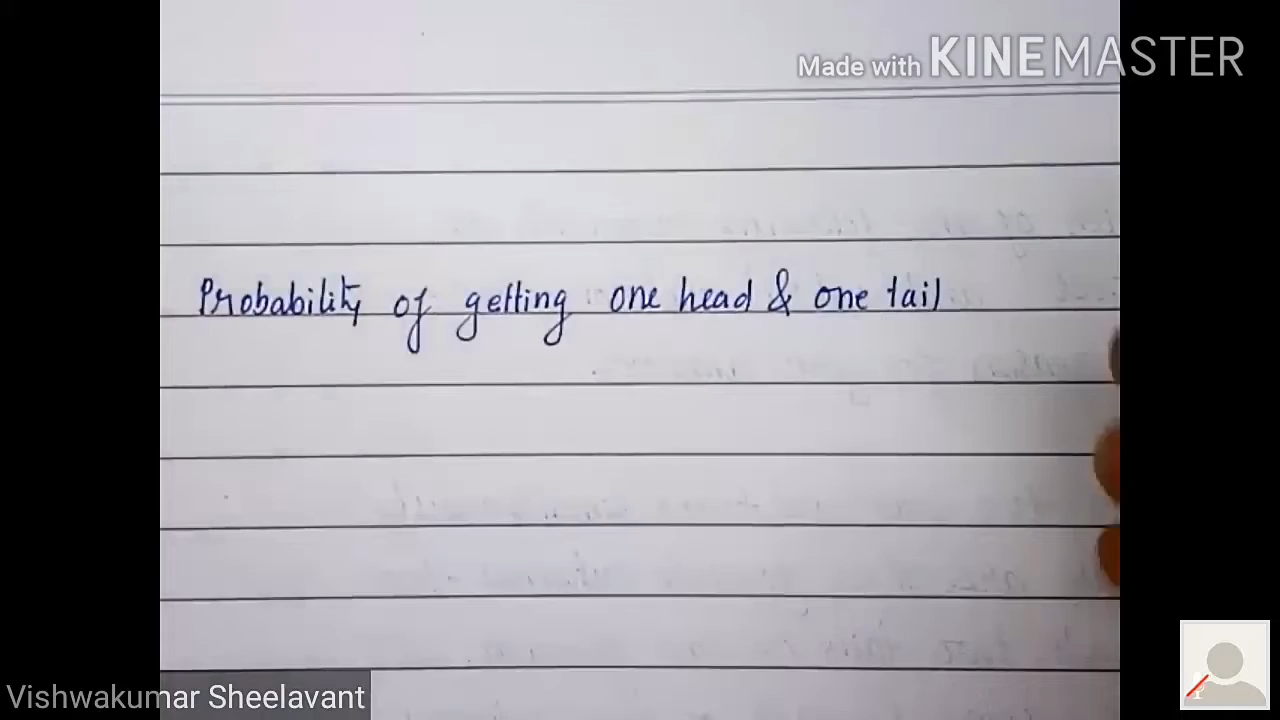 Made with KINEMASTER
Probability of getting one head & one tail
Vishwakumar Sheelavant